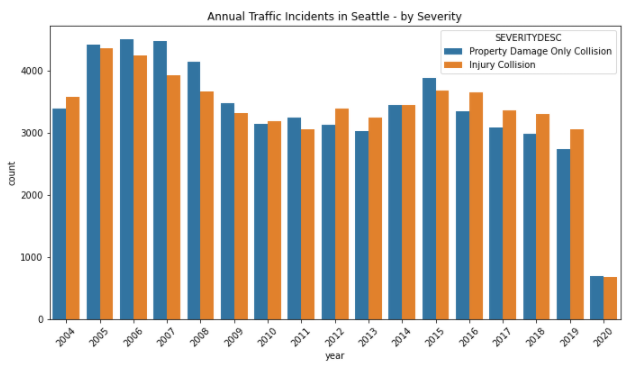 Annual Traffic Incidents in Seattle - by Severity
SEVERITYDESC
Property Damage Only Collision
Injury Collision
count
4000
3000
2000
1000
0
2004 2005 2006 2007 2008 2009 2010 2011 2012 2013 2014 2015 2016 2017 2018 2019 2020
year